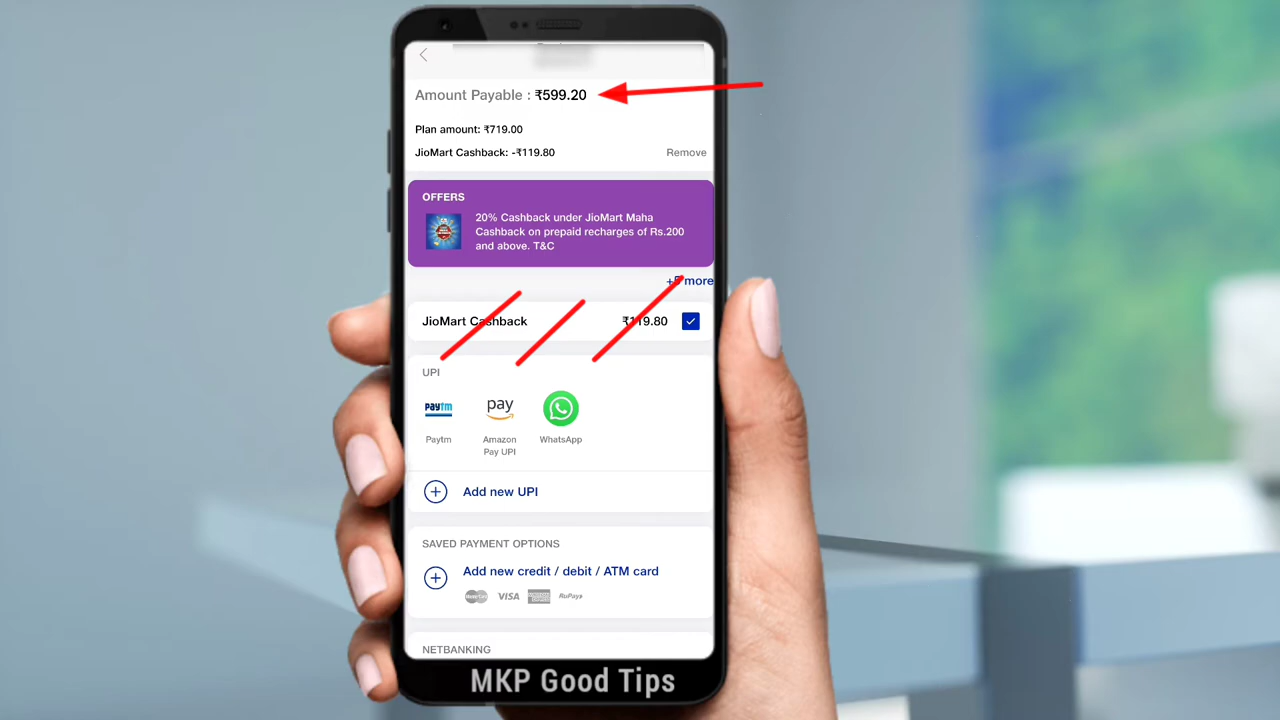 Amount Payable : ₹599.20
Plan amount: ₹719.00
JioMart Cashback: -₹119.80
Remove
OFFERS
20% Cashback under JioMart Maha
Cashback on prepaid recharges of Rs.200
and above. T&C
more
JioMart Cashback
₹119.80
UPI
Paytm
pay
Paytm
Amazon
Pay UPI
WhatsApp
Add new UPI
SAVED PAYMENT OPTIONS
Add new credit / debit / ATM card
VISA
RuPay
NETBANKING
MKP Good Tips